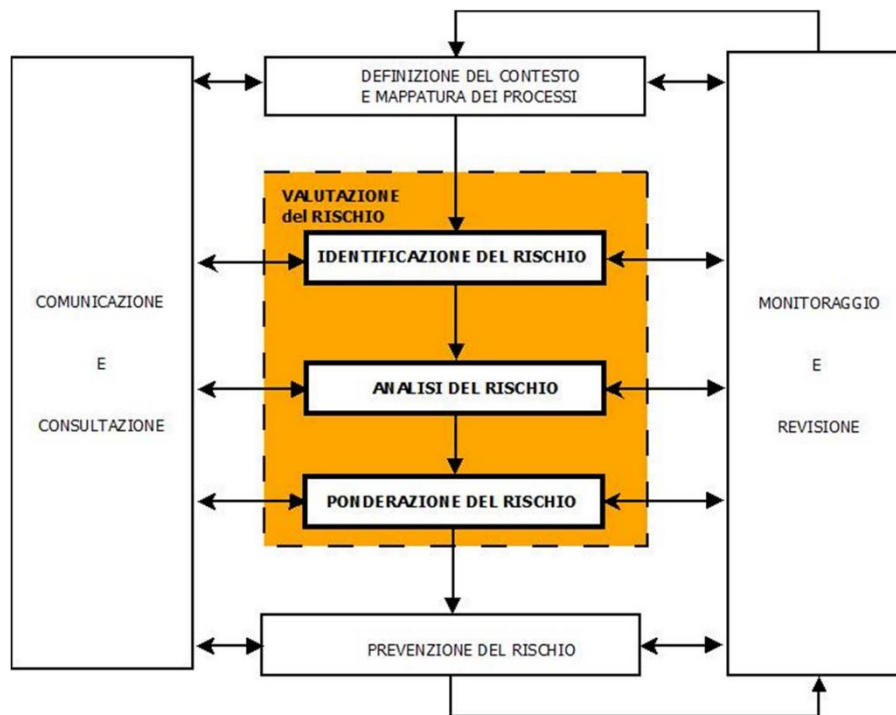 DEFINIZIONE DEL CONTESTO
E MAPPATURA DEI PROCESSI
VALUTAZIONE
del RISCHIO
IDENTIFICAZIONE DEL RISCHIO
COMUNICAZIONE
E
CONSULTAZIONE
ANALISI DEL RISCHIO
MONITORAGGIO
E
REVISIONE
PONDERAZIONE DEL RISCHIO
PREVENZIONE DEL RISCHIO